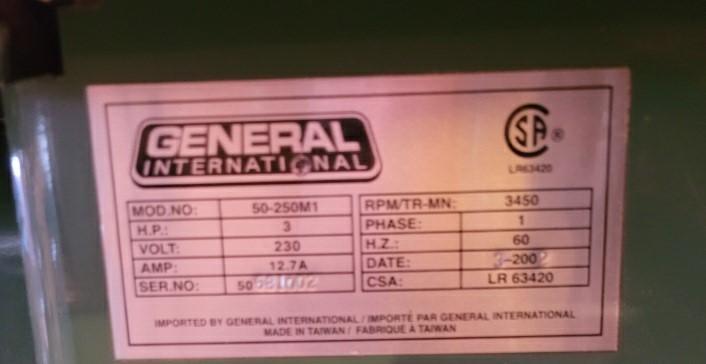 GENERAL
INTERNATIONAL
SA ®
LR63420
MOD.NO: 50-250M1
H.P.: 3
VOLT: 230
AMP: 12.7A
SER.NO: 50
RPM/TR-MN: 3450
PHASE: 1
H.Z.: 60
DATE:
CSA: LR 63420
IMPORTED BY GENERAL INTERNATIONAL / IMPORTÉ PAR GENERAL INTERNATIONAL
MADE IN TAIWAN / FABRIQUÉ À TAIWAN